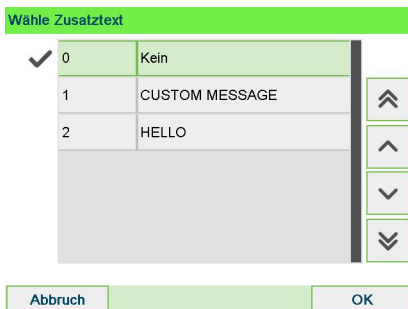 Wähle Zusatztext
0 Kein
1 CUSTOM MESSAGE
2 HELLO
Abbruch OK